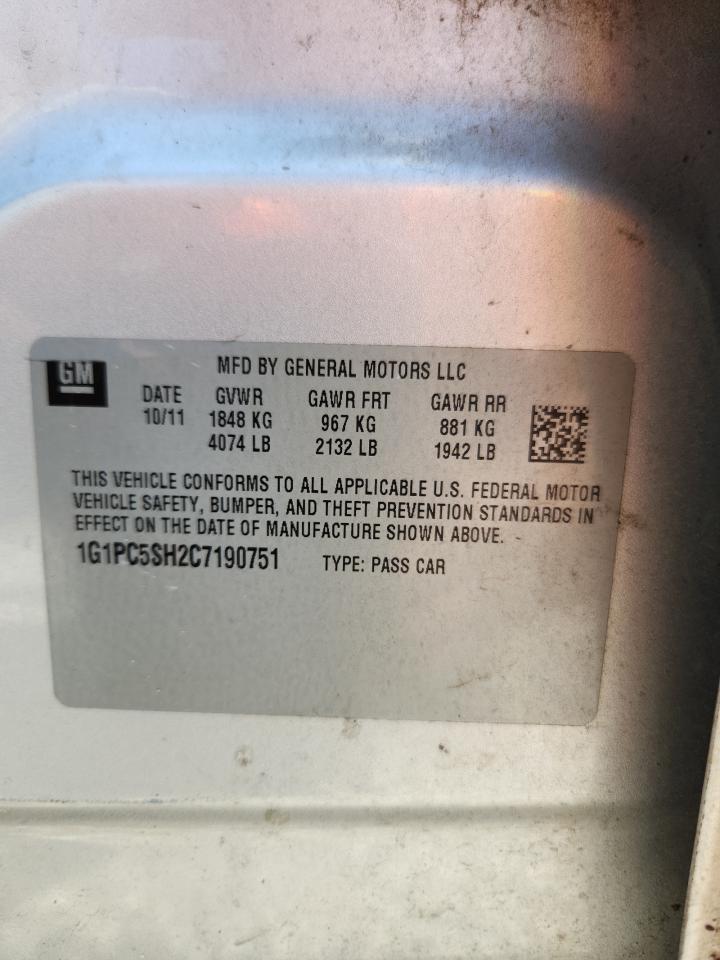 GM
MFD BY GENERAL MOTORS LLC
DATE GVWR GAWR FRT GAWR RR
10/11 1848 KG 967 KG 881 KG
4074 LB 2132 LB 1942 LB
THIS VEHICLE CONFORMS TO ALL APPLICABLE U.S. FEDERAL MOTOR
VEHICLE SAFETY, BUMPER, AND THEFT PREVENTION STANDARDS IN
EFFECT ON THE DATE OF MANUFACTURE SHOWN ABOVE.
1G1PC5SH2C7190751 TYPE: PASS CAR